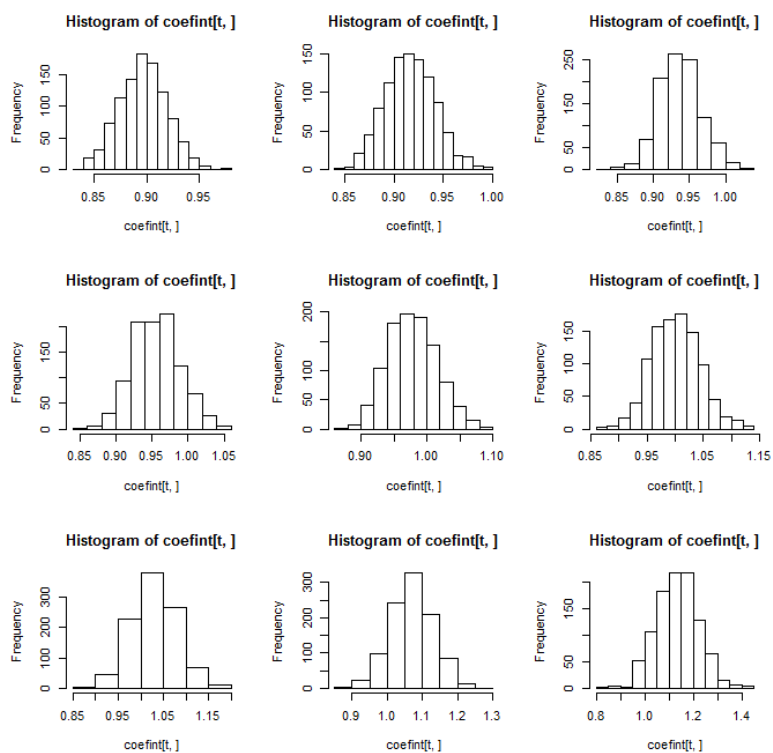 Histogram of coefint[t, ] Histogram of coefint[t, ] Histogram of coefint[t, ]
Frequency 0 50 100 150 Frequency 0 50 100 150 Frequency 0 50 150 250
0.85 0.90 0.95 0.85 0.90 0.95 1.00 0.85 0.90 0.95 1.00
coefint[t, ] coefint[t, ] coefint[t, ]
Histogram of coefint[t, ] Histogram of coefint[t, ] Histogram of coefint[t, ]
Frequency 0 50 150 Frequency 0 50 100 200 Frequency 0 50 100 150
0.85 0.90 0.95 1.00 1.05 0.90 1.00 1.10 0.85 0.95 1.05 1.15
coefint[t, ] coefint[t, ] coefint[t, ]
Histogram of coefint[t, ] Histogram of coefint[t, ] Histogram of coefint[t, ]
Frequency 0 100 200 300 Frequency 0 50 150 300 Frequency 0 50 150
0.85 0.95 1.05 1.15 0.9 1.0 1.1 1.2 1.3 0.8 1.0 1.2 1.4
coefint[t, ] coefint[t, ] coefint[t, ]